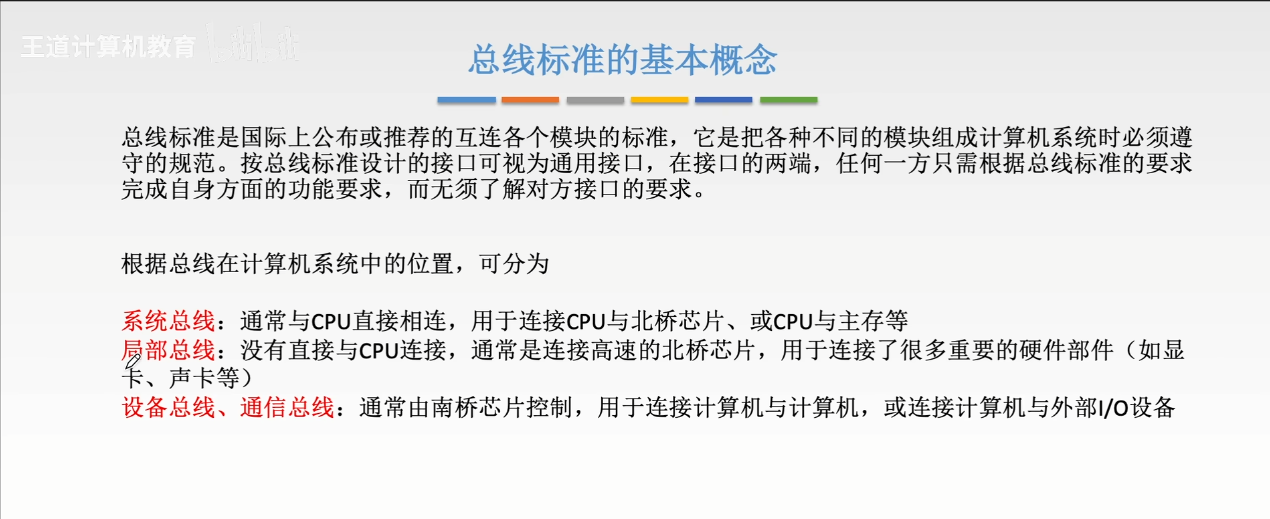 王道计算机教育
总线标准的基本概念
总线标准是国际上公布或推荐的互连各个模块的标准，它是把各种不同的模块组成计算机系统时必须遵
守的规范。按总线标准设计的接口可视为通用接口，在接口的两端，任何一方只需根据总线标准的要求
完成自身方面的功能要求，而无须了解对方接口的要求。
根据总线在计算机系统中的位置，可分为
系统总线：通常与CPU直接相连，用于连接CPU与北桥芯片、或CPU与主存等
局部总线：没有直接与CPU连接，通常是连接高速的北桥芯片，用于连接了很多重要的硬件部件（如显
卡、声卡等）
设备总线、通信总线：通常由南桥芯片控制，用于连接计算机与计算机，或连接计算机与外部I/O设备